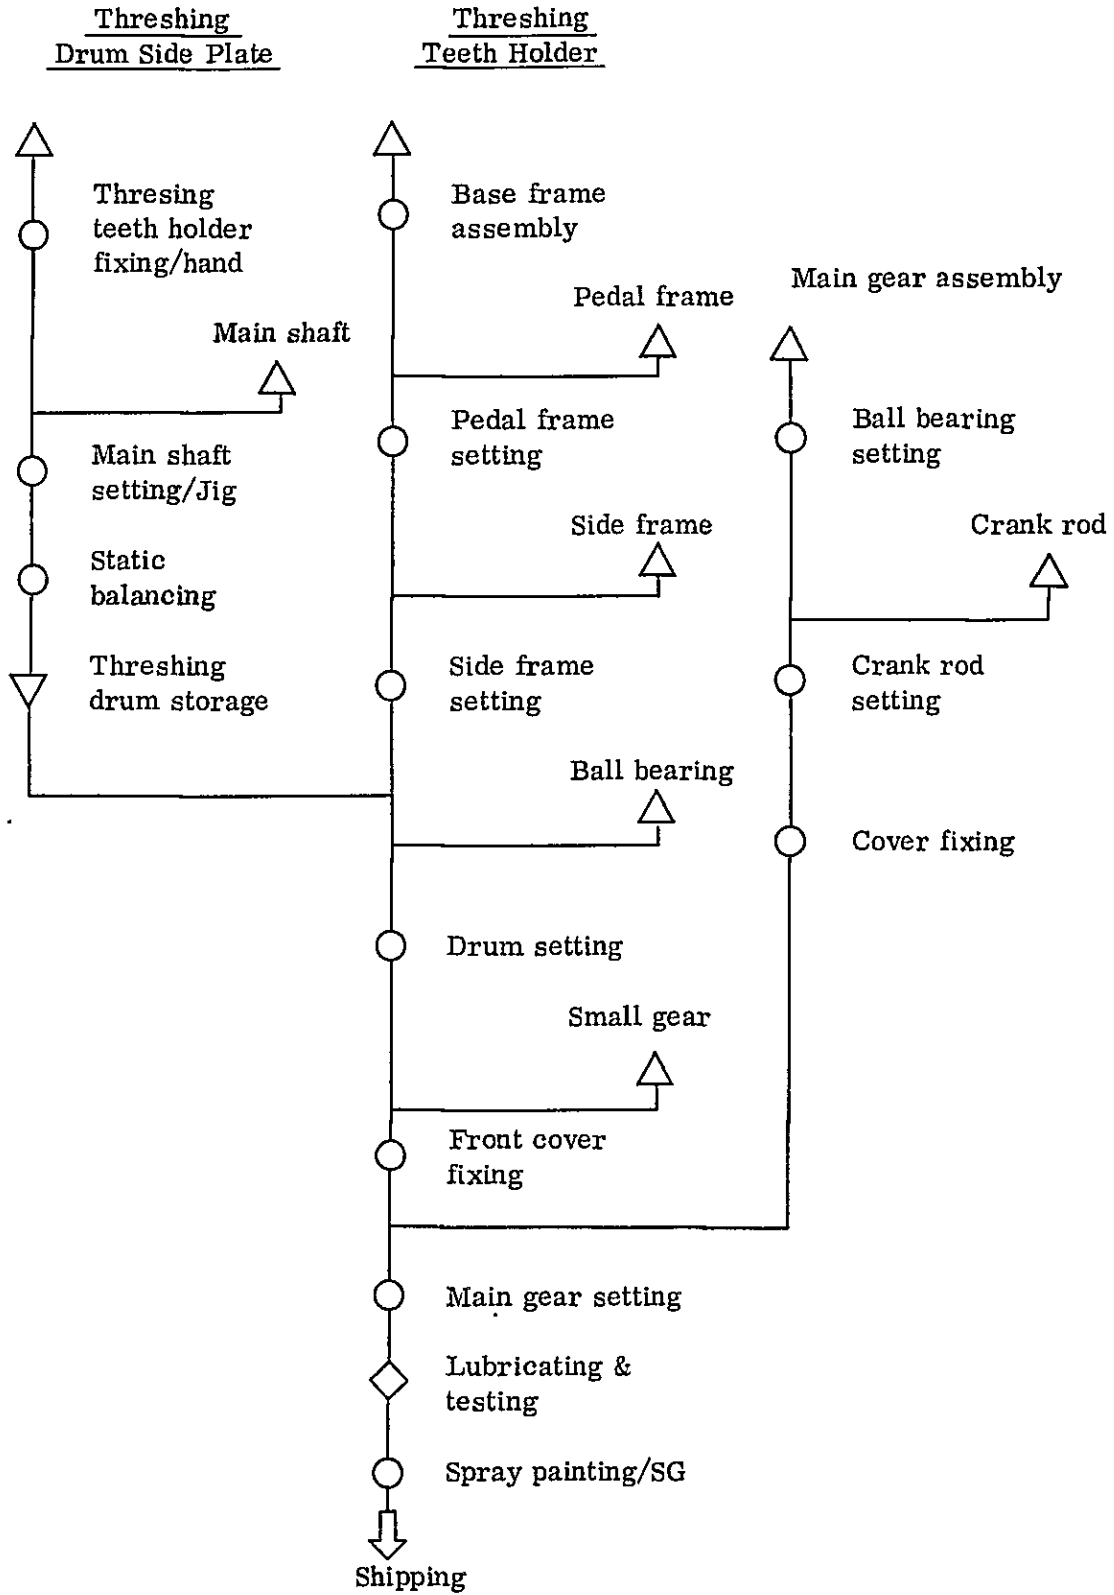 Threshing
Drum Side Plate
Threshing
Teeth Holder
Thresing
teeth holder
fixing/hand
Main shaft
Main shaft
setting/Jig
Static
balancing
Threshing
drum storage
Base frame
assembly
Pedal frame
Pedal frame
setting
Side frame
Side frame
setting
Ball bearing
Drum setting
Small gear
Front cover
fixing
Main gear assembly
Ball bearing
setting
Crank rod
Crank rod
setting
Cover fixing
Main gear setting
Lubricating &
testing
Spray painting/SG
Shipping